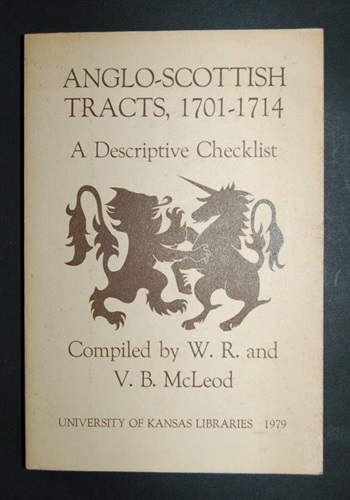 ANGLO-SCOTTISH
TRACTS, 1701-1714
A Descriptive Checklist
Compiled by W. R. and
V. B. McLeod
UNIVERSITY OF KANSAS LIBRARIES 1979